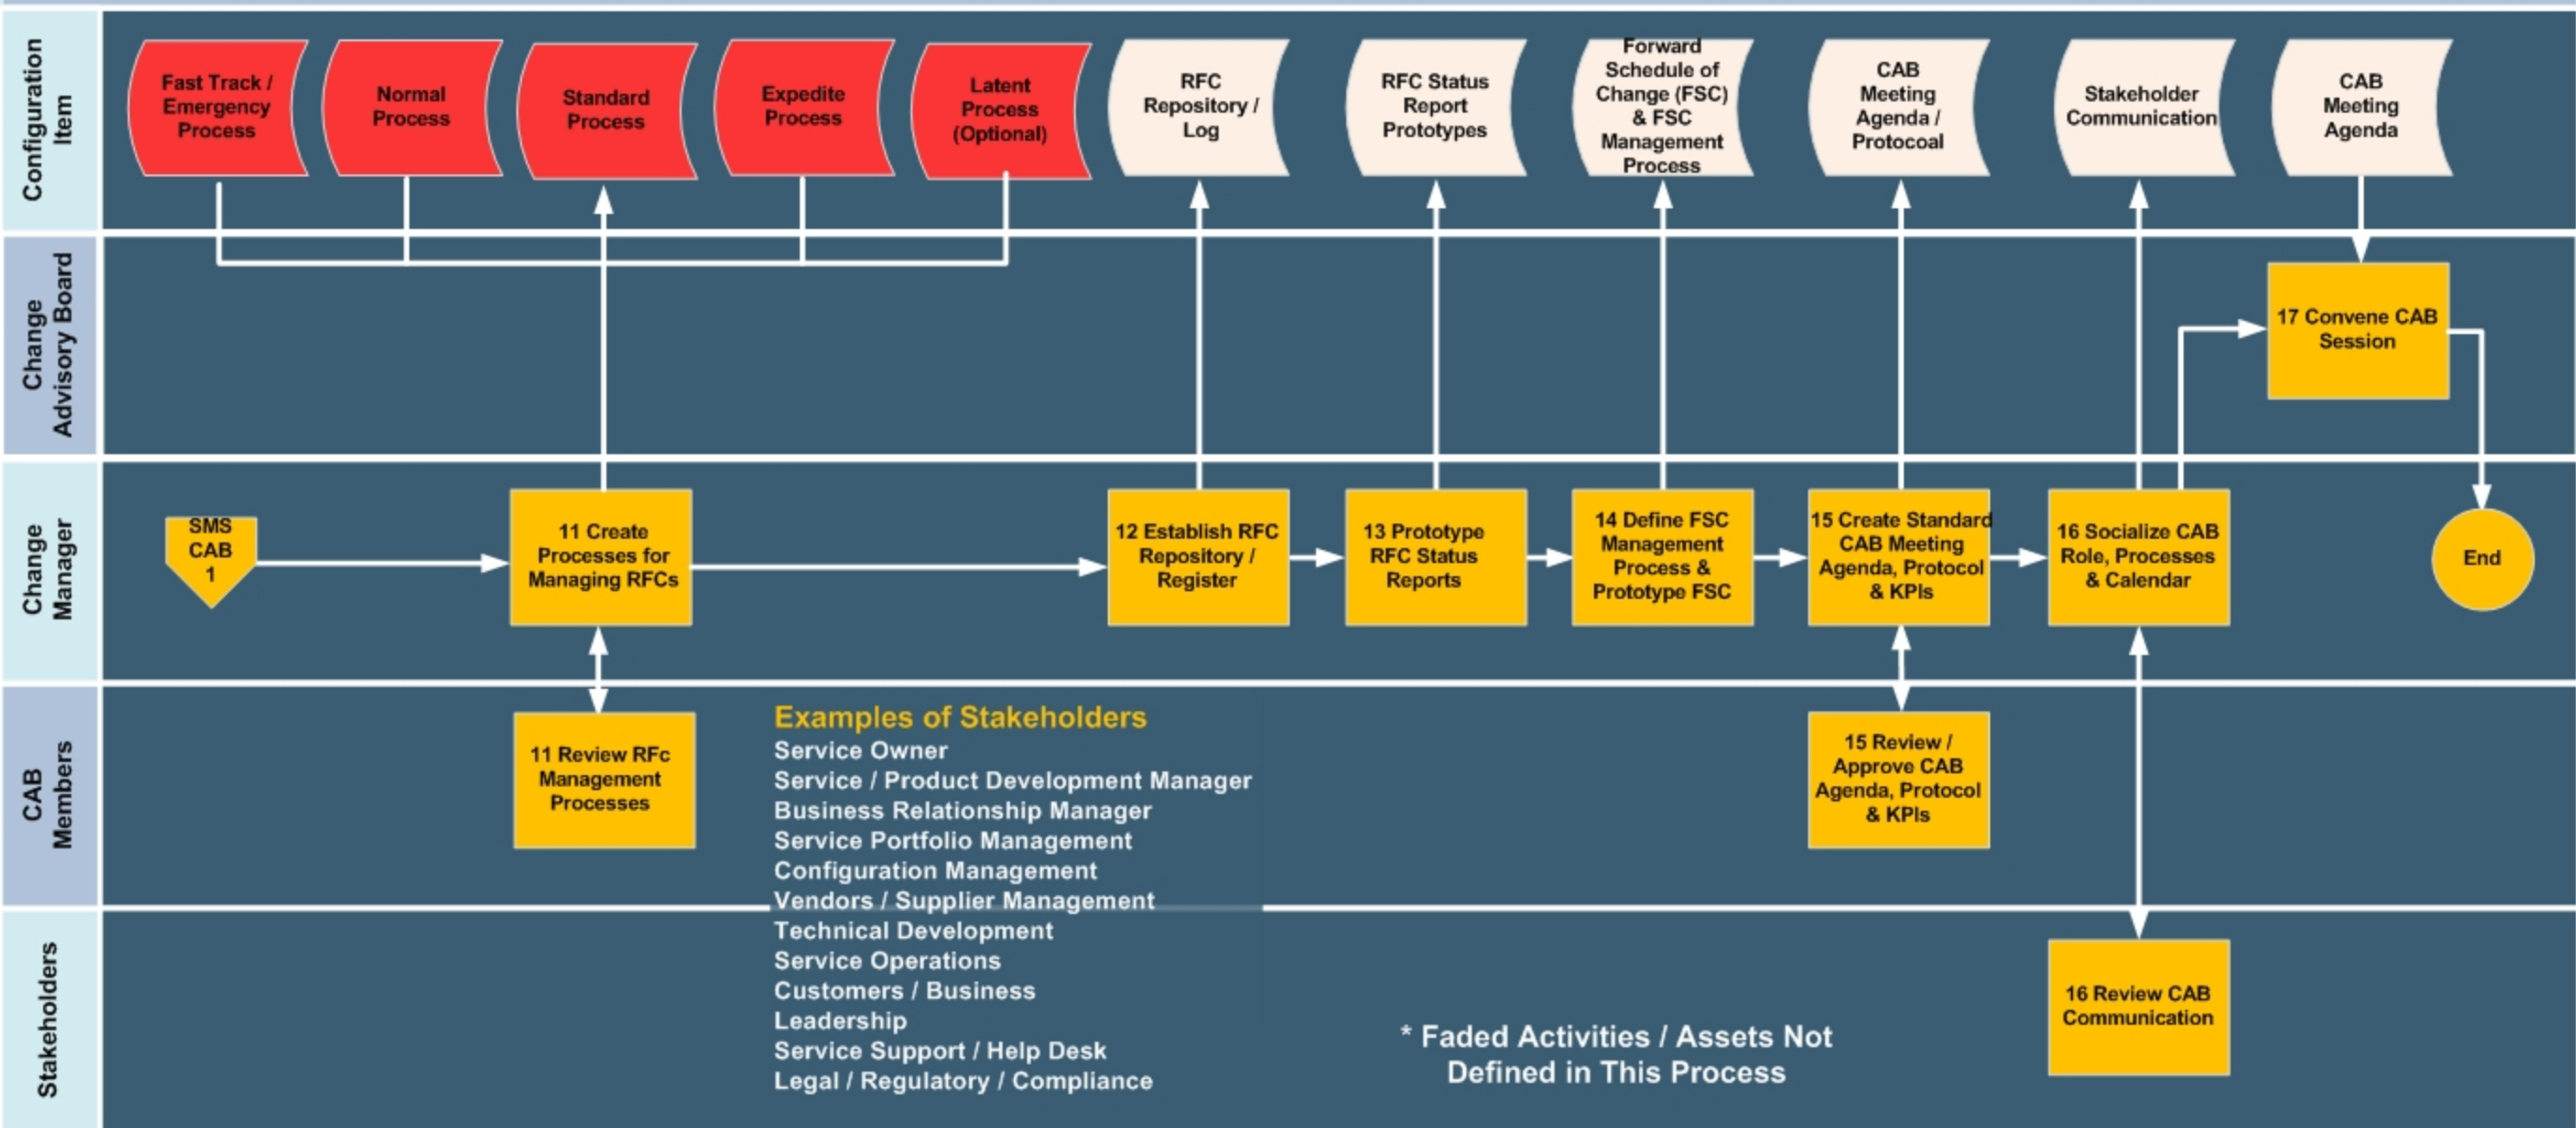 Configuration
Item
Fast Track /
Emergency
Process
Normal
Process
Standard
Process
Expedite
Process
Latent
Process
(Optional)
RFC
Repository /
Log
RFC Status
Report
Prototypes
Forward
Schedule of
Change (FSC)
& FSC
Management
Process
CAB
Meeting
Agenda /
Protocoal
Stakeholder
Communication
CAB
Meeting
Agenda
Change
Advisory Board
17 Convene CAB
Session
Change
Manager
SMS
CAB
1
11 Create
Processes for
Managing RFCs
12 Establish RFC
Repository /
Register
13 Prototype
RFC Status
Reports
14 Define FSC
Management
Process &
Prototype FSC
15 Create Standard
CAB Meeting
Agenda, Protocol
& KPIs
16 Socialize CAB
Role, Processes
& Calendar
End
CAB
Members
11 Review RFc
Management
Processes
Examples of Stakeholders
Service Owner
Service / Product Development Manager
Business Relationship Manager
Service Portfolio Management
Configuration Management
Vendors / Supplier Management
Technical Development
Service Operations
Customers / Business
Leadership
Service Support / Help Desk
Legal / Regulatory / Compliance
15 Review /
Approve CAB
Agenda, Protocol
& KPIs
Stakeholders
* Faded Activities / Assets Not
Defined in This Process
16 Review CAB
Communication